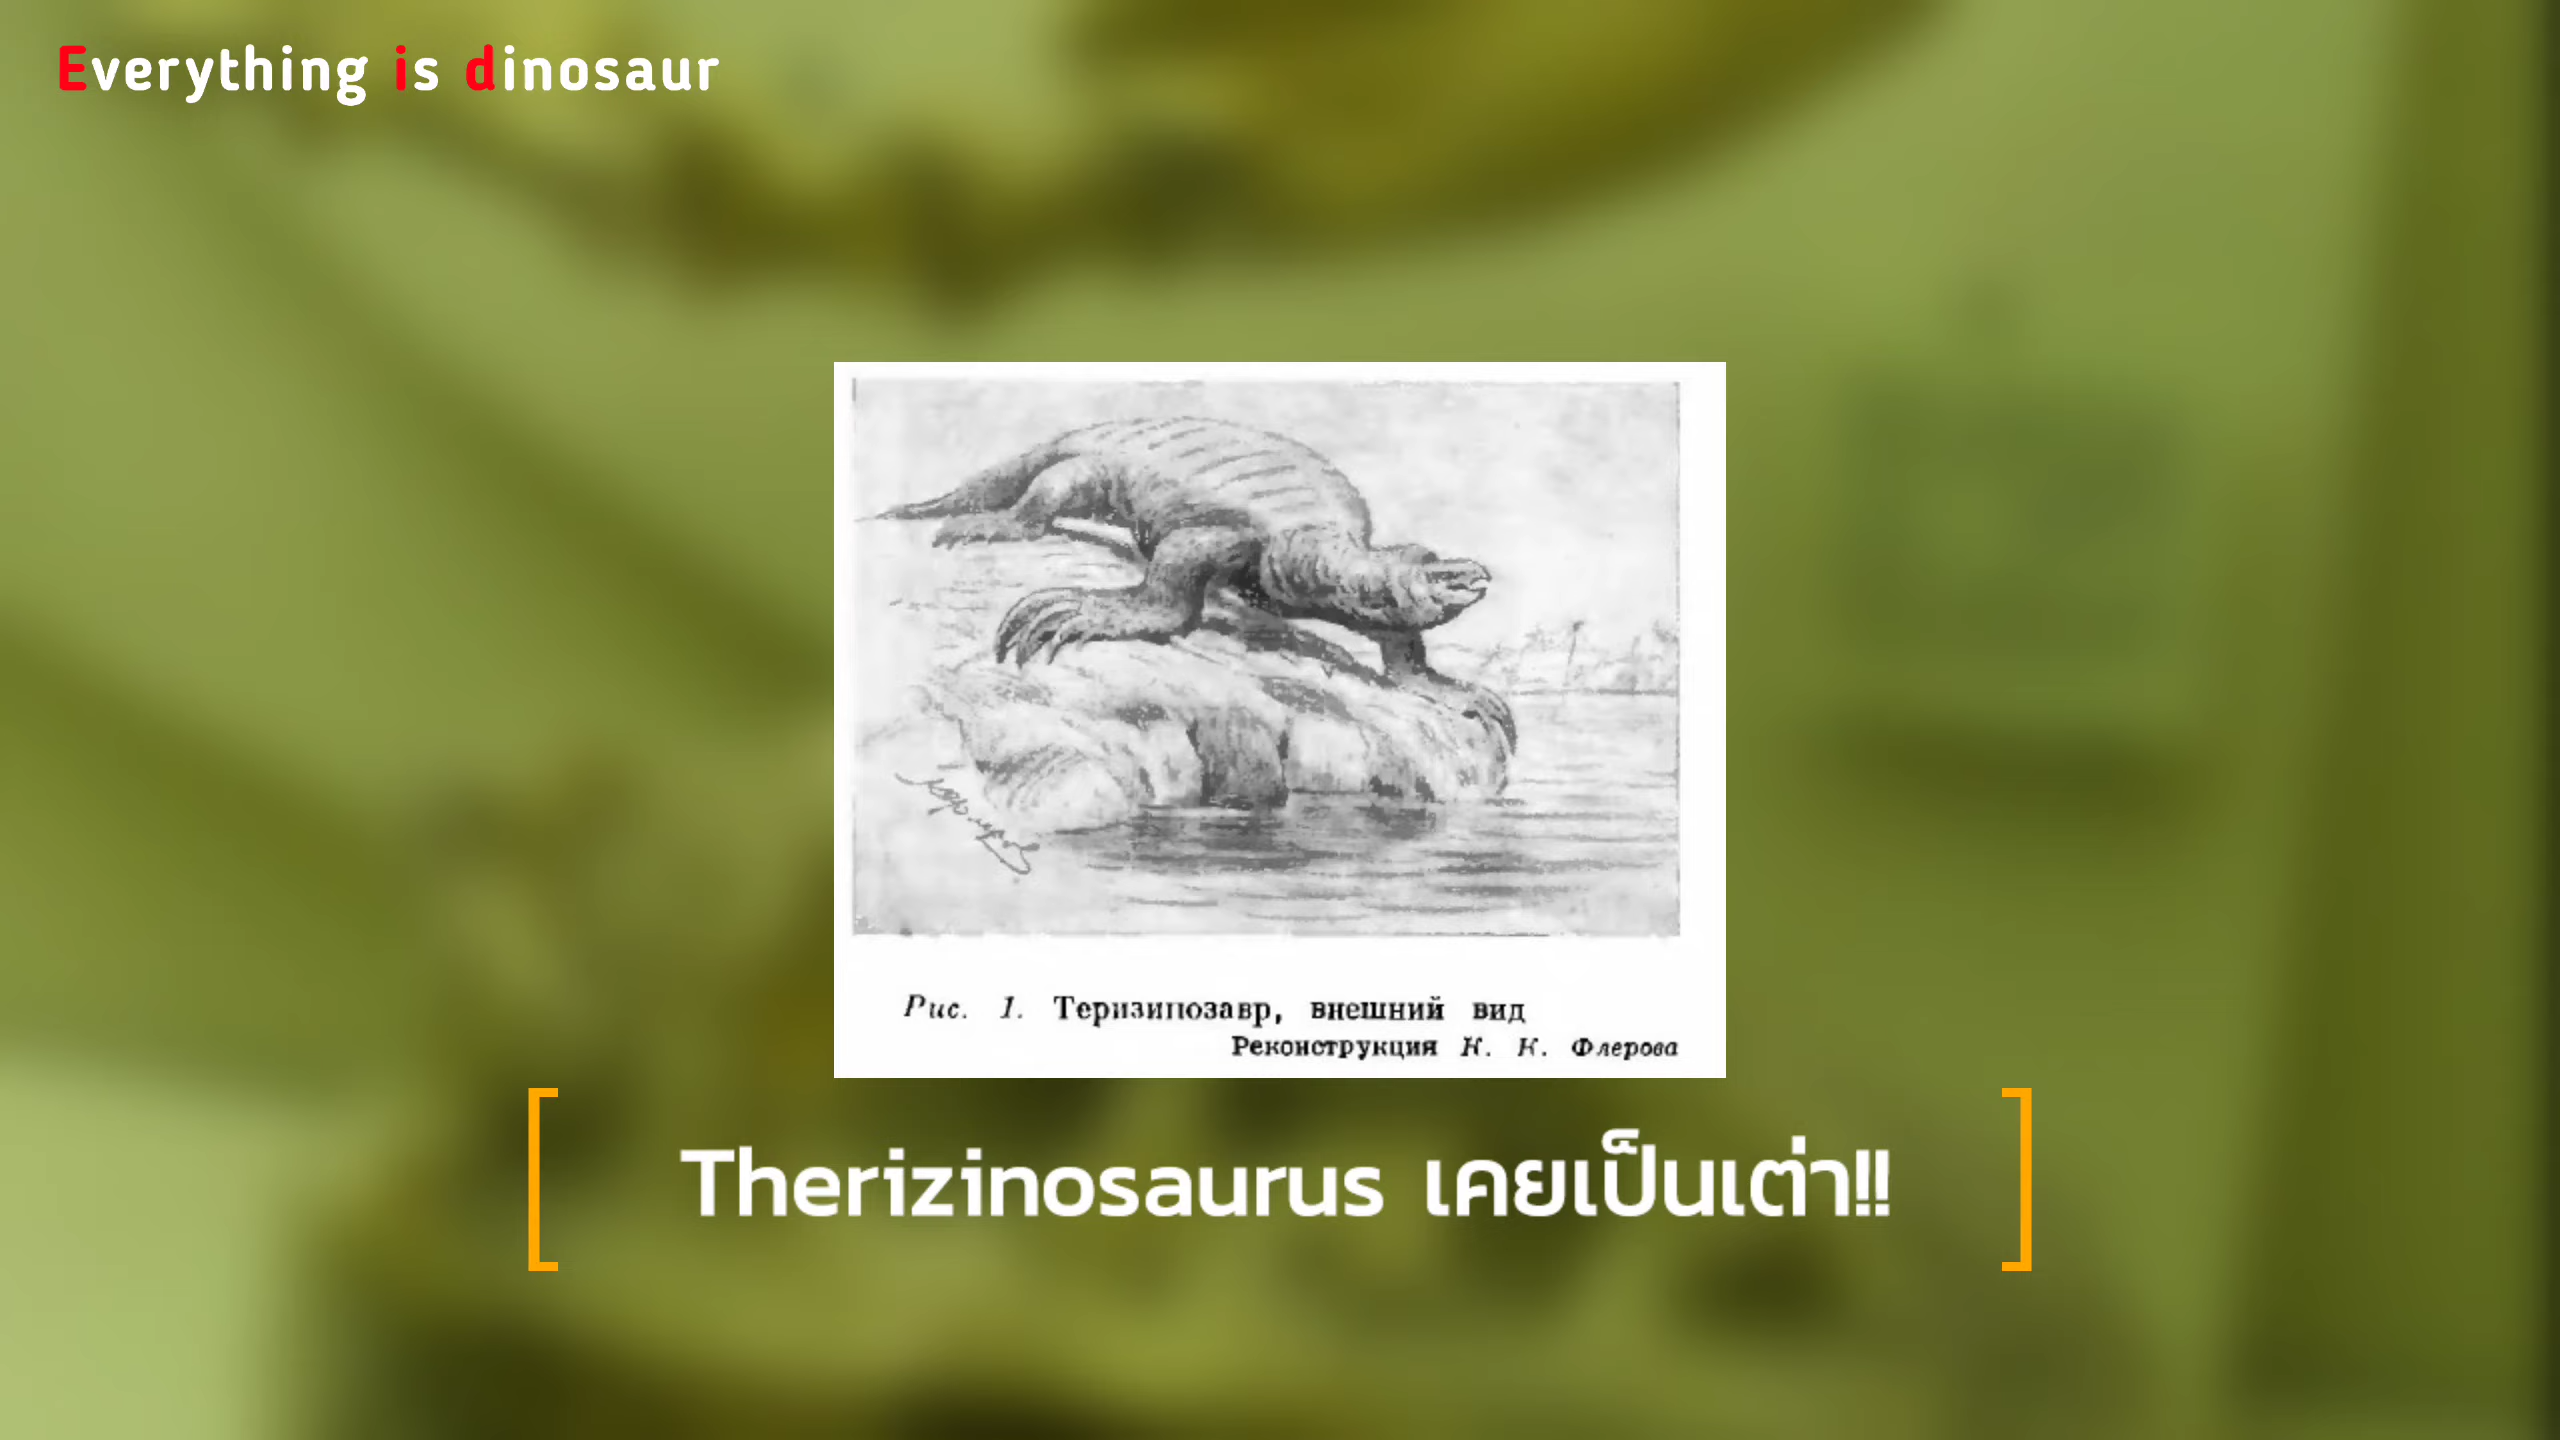 Everything is dinosaur
Рис. 1. Теризинозавр, внешний вид
Реконструкция К. К. Флерова
Therizinosaurus เคยเป็นเต่า!!